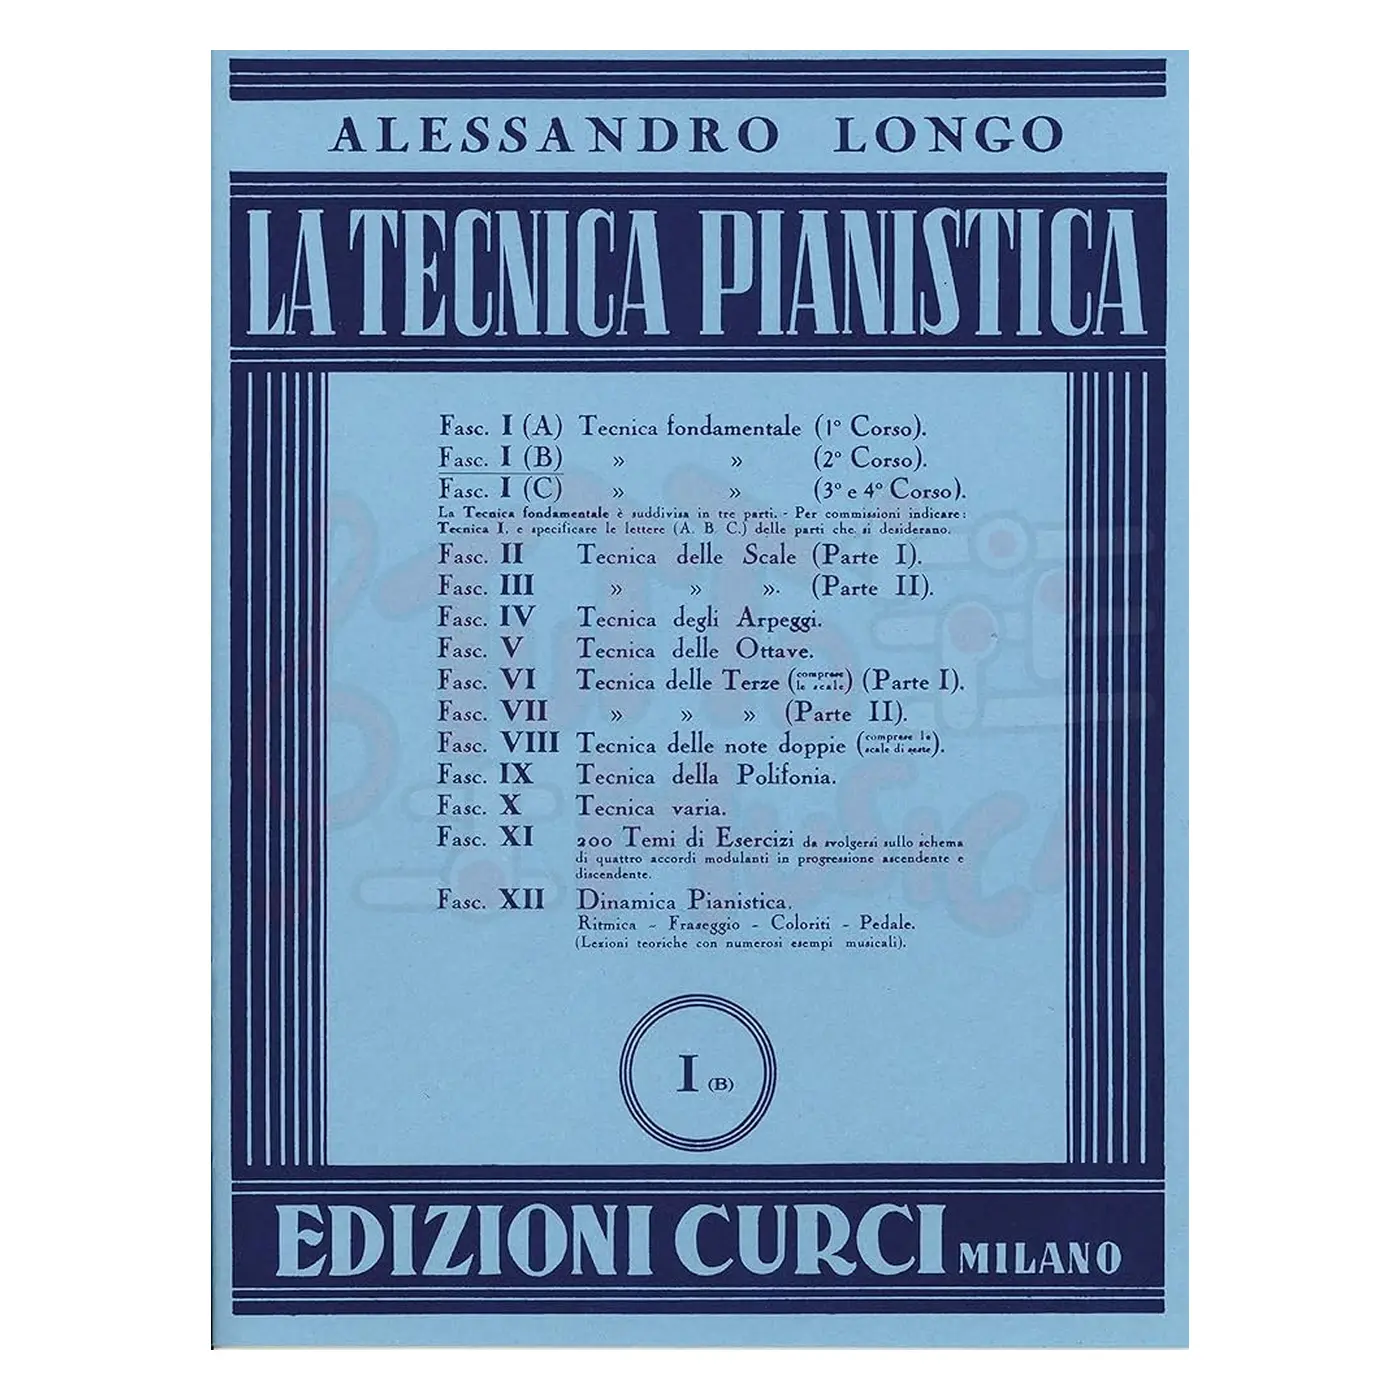 ALESSANDRO LONGO
LA TECNICA PIANISTICA
Fasc. I (A) Tecnica fondamentale (1° Corso).
Fasc. I (B) » » (2° Corso).
Fasc. I (C) » » (3° e 4° Corso).
La Tecnica fondamentale è suddivisa in tre parti. - Per commissioni indicare:
Tecnica I, e specificare le lettere (A. B. C.) delle parti che si desiderano.
Fasc. II Tecnica delle Scale (Parte I).
Fasc. III » » ». (Parte II).
Fasc. IV Tecnica degli Arpeggi.
Fasc. V Tecnica delle Ottave.
Fasc. VI Tecnica delle Terze (comprese le scale) (Parte I).
Fasc. VII » » » (Parte II).
Fasc. VIII Tecnica delle note doppie (comprese le scale di seste).
Fasc. IX Tecnica della Polifonia.
Fasc. X Tecnica varia.
Fasc. XI 200 Temi di Esercizi da svolgersi sullo schema
di quattro accordi modulanti in progressione ascendente e
discendente.
Fasc. XII Dinamica Pianistica.
Ritmica - Fraseggio - Coloriti - Pedale.
(Lezioni teoriche con numerosi esempi musicali).
I (B)
EDIZIONI CURCI MILANO